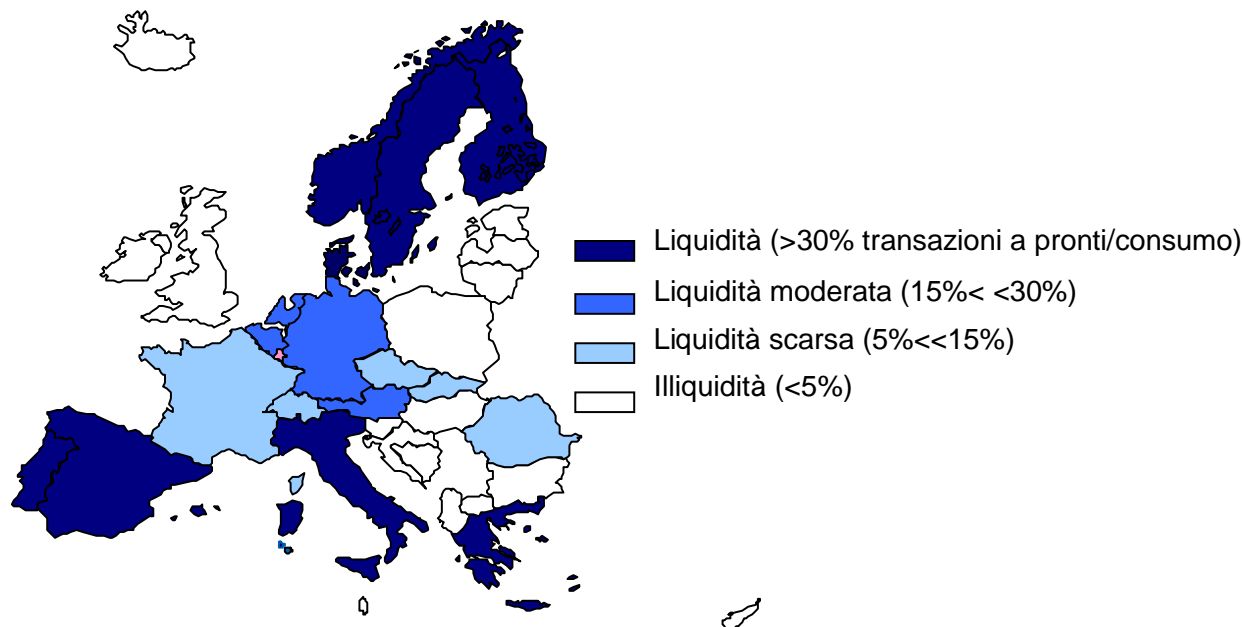 Liquidità (>30% transazioni a pronti/consumo)
Liquidità moderata (15%< <30%)
Liquidità scarsa (5%<<15%)
Illiquidità (<5%)